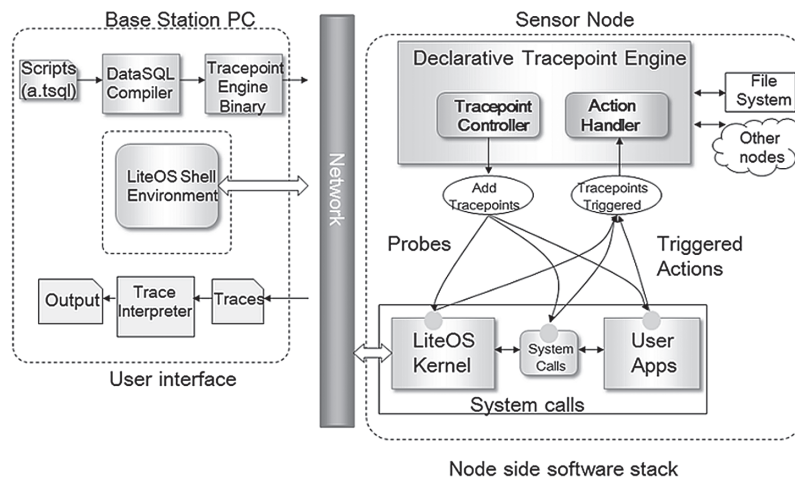 Base Station PC
Scripts
(a.tsql)
DataSQL
Compiler
Tracepoint
Engine
Binary
LiteOS Shell
Environment
Output
Trace
Interpreter
Traces
User interface
Network
Sensor Node
Declarative Tracepoint Engine
Tracepoint
Controller
Action
Handler
File
System
Other
nodes
Add
Tracepoints
Tracepoints
Triggered
Probes
Triggered
Actions
LiteOS
Kernel
System
Calls
User
Apps
System calls
Node side software stack